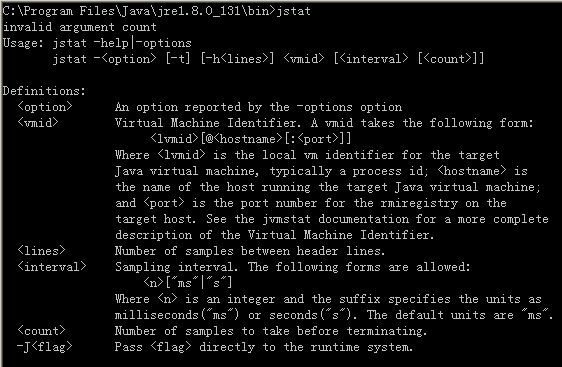 C:\Program Files\Java\jre1.8.0_131\bin>jstat
invalid argument count
Usage: jstat -help|-options
       jstat -<option> [-t] [-h<lines>] <vmid> [<interval> [<count>]]

Definitions:
  <option>      An option reported by the -options option
  <vmid>        Virtual Machine Identifier. A vmid takes the following form:
                     <lvmid>[@<hostname>[:<port>]]
                Where <lvmid> is the local vm identifier for the target
                Java virtual machine, typically a process id; <hostname> is
                the name of the host running the target Java virtual machine;
                and <port> is the port number for the rmiregistry on the
                target host. See the jvmstat documentation for a more complete
                description of the Virtual Machine Identifier.
  <lines>       Number of samples between header lines.
  <interval>    Sampling interval. The following forms are allowed:
                    <n>["ms"|"s"]
                Where <n> is an integer and the suffix specifies the units as
                milliseconds("ms") or seconds("s"). The default units are "ms".
  <count>       Number of samples to take before terminating.
  -J<flag>      Pass <flag> directly to the runtime system.